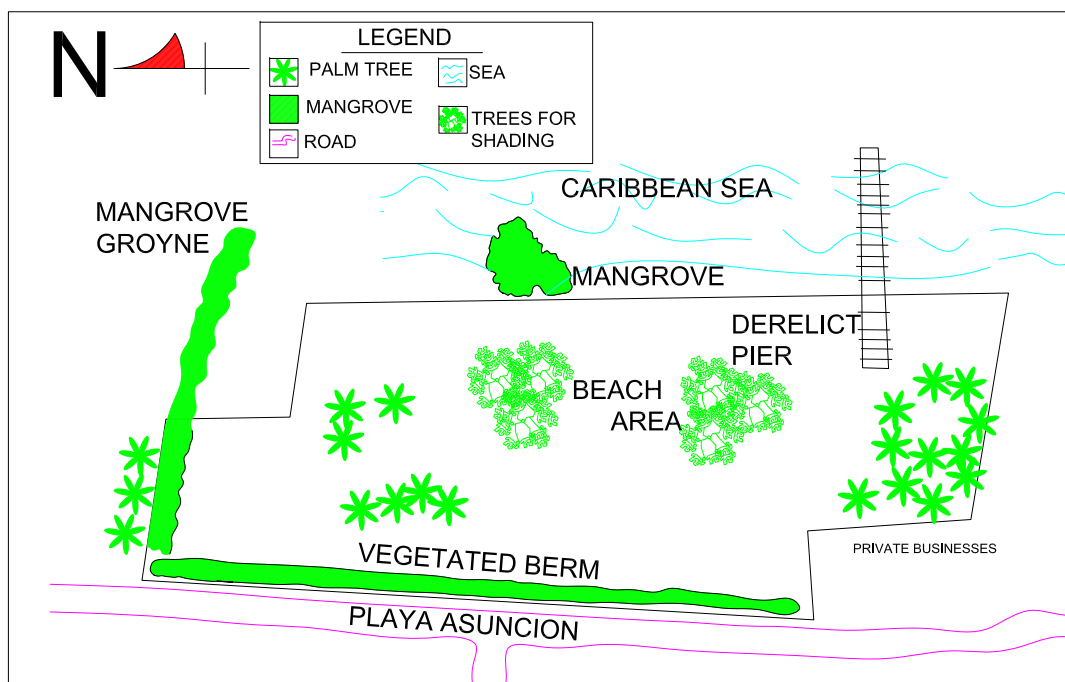 N
LEGEND
PALM TREE
SEA
MANGROVE
TREES FOR
SHADING
ROAD
CARIBBEAN SEA
MANGROVE
GROYNE
MANGROVE
DERELICT
PIER
BEACH
AREA
PRIVATE BUSINESSES
VEGETATED BERM
PLAYA ASUNCION